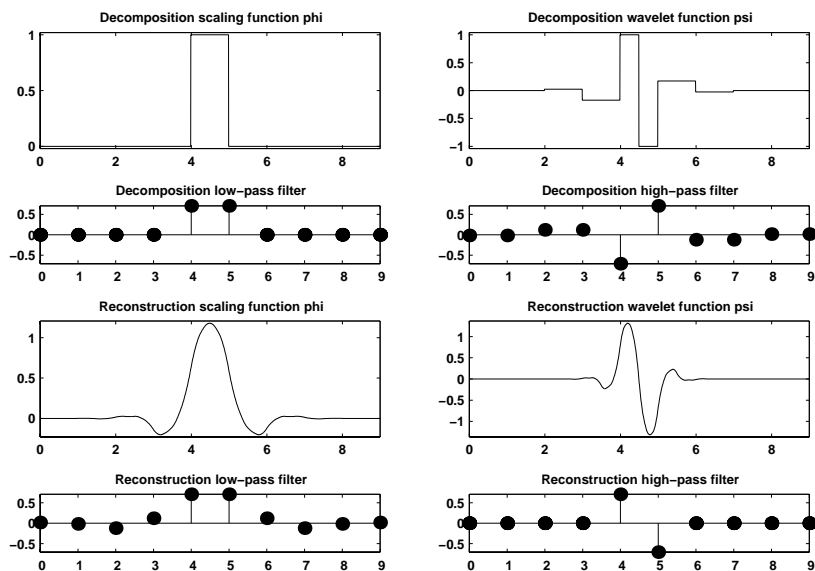 Decomposition scaling function phi
1
0.5
0
0 2 4 6 8
Decomposition wavelet function psi
1
0.5
0
−0.5
−1
0 2 4 6 8
Decomposition low−pass filter
0.5
0
−0.5
0 1 2 3 4 5 6 7 8 9
Decomposition high−pass filter
0.5
0
−0.5
0 1 2 3 4 5 6 7 8 9
Reconstruction scaling function phi
1
0.5
0
0 2 4 6 8
Reconstruction wavelet function psi
1
0.5
0
−0.5
−1
0 2 4 6 8
Reconstruction low−pass filter
0.5
0
−0.5
0 1 2 3 4 5 6 7 8 9
Reconstruction high−pass filter
0.5
0
−0.5
0 1 2 3 4 5 6 7 8 9